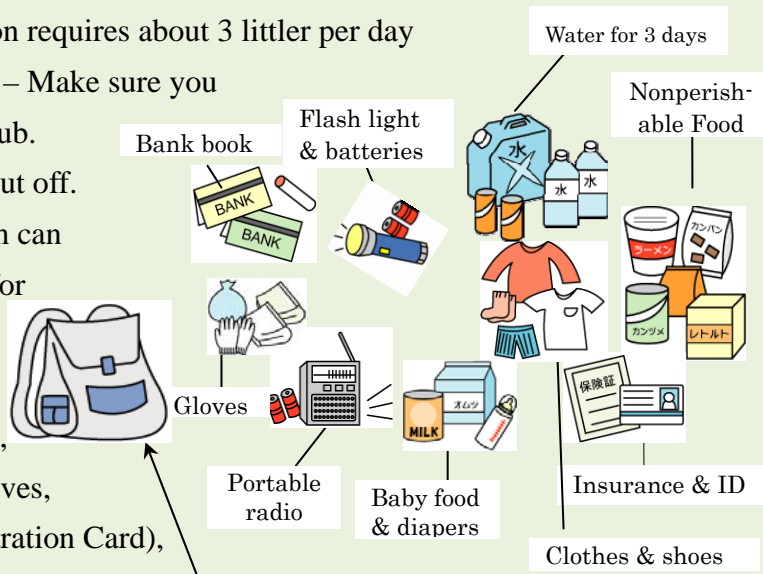 on requires about 3 littler per day
– Make sure you
ub.
ut off.
n can
for
,
ves,
ration Card),
Water for 3 days
Nonperish-
able Food
Flash light
& batteries
Bank book
BANK
BANK
水
水
水
ラーメン
カンパン
カンヅメ
レトルト
Gloves
MILK
オムツ
保険証
Portable
radio
Baby food
& diapers
Insurance & ID
Clothes & shoes